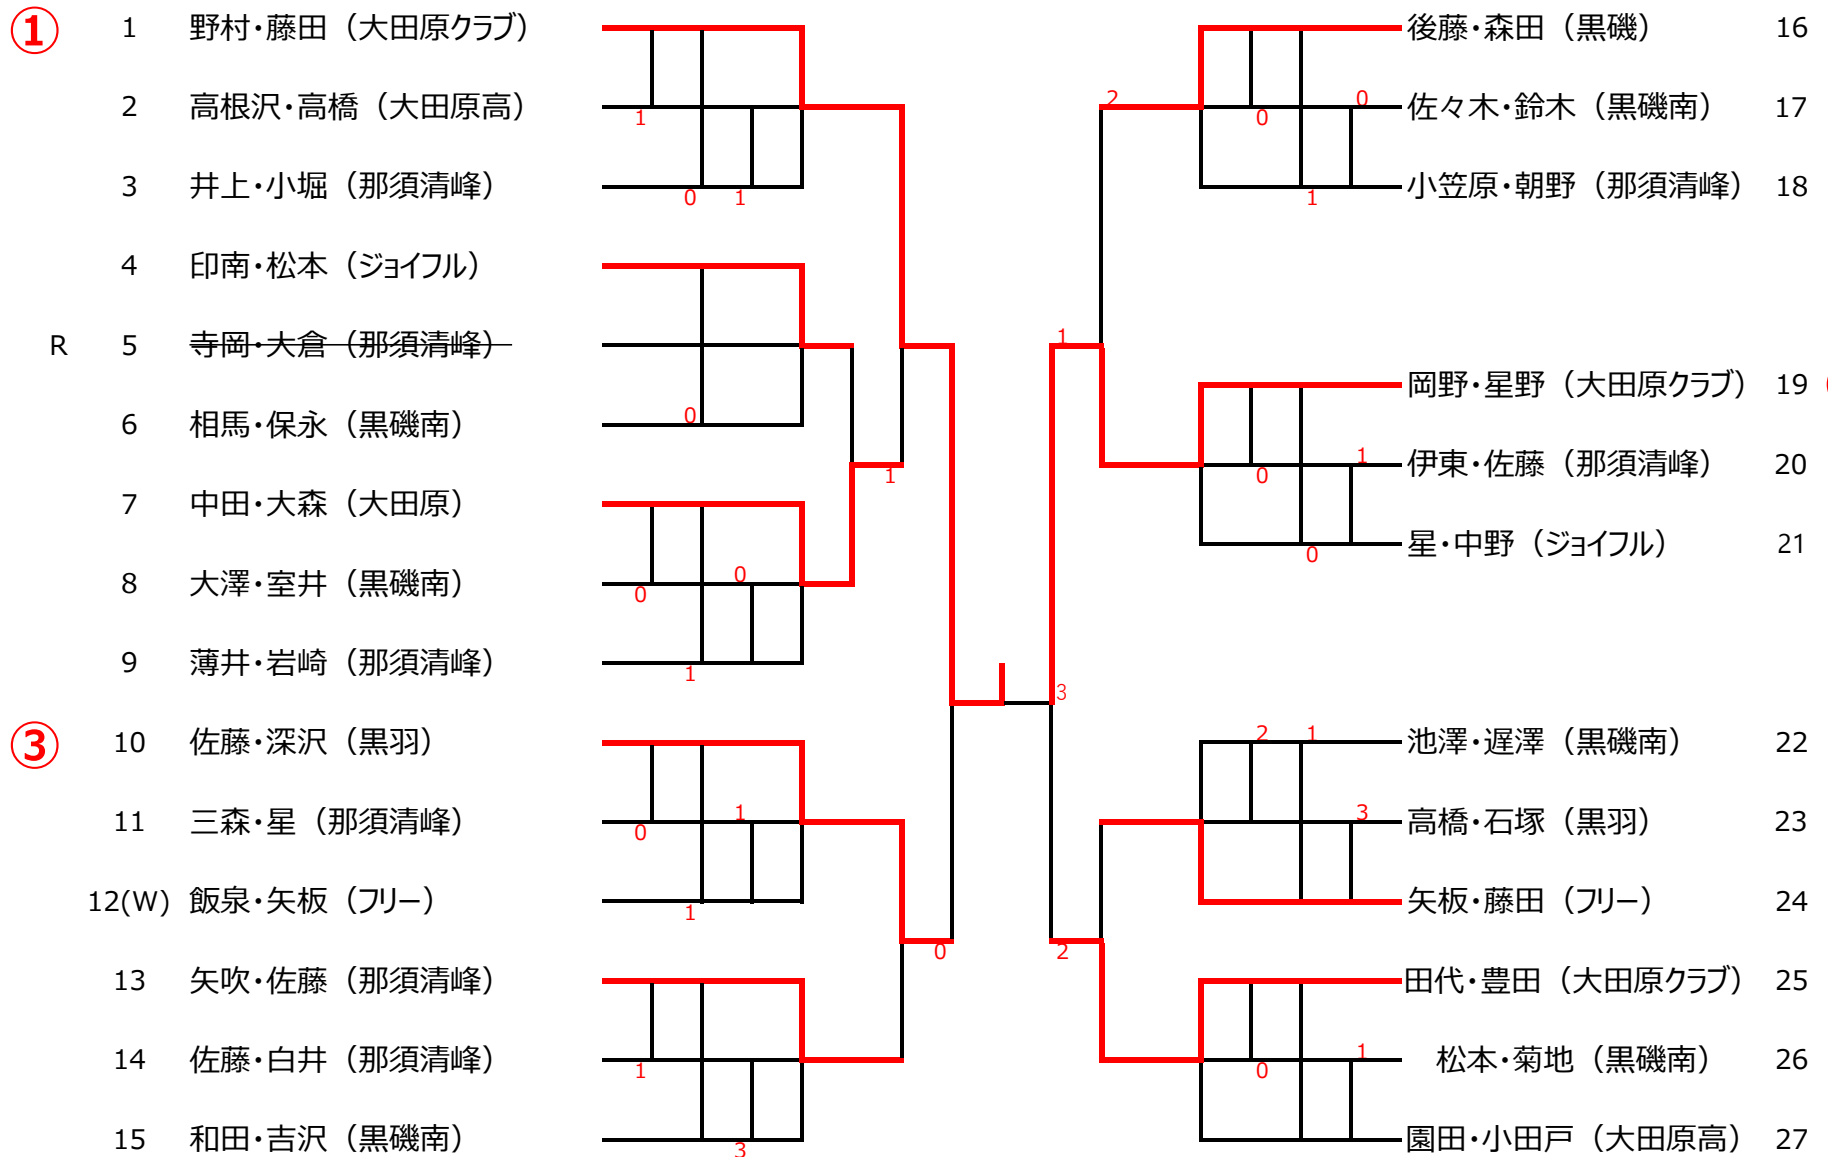 ① 1 野村・藤田（大田原クラブ） 後藤・森田（黒磯） 16
2 高根沢・高橋（大田原高） 1 2 0 0 佐々木・鈴木（黒磯南） 17
3 井上・小堀（那須清峰） 0 1 1 小笠原・朝野（那須清峰） 18
4 印南・松本（ジョイフル）
R 5 寺岡・大倉（那須清峰） 1
岡野・星野（大田原クラブ） 19
6 相馬・保永（黒磯南） 0
1 0 1 伊東・佐藤（那須清峰） 20
7 中田・大森（大田原）
0 星・中野（ジョイフル） 21
8 大澤・室井（黒磯南） 0 0
9 薄井・岩崎（那須清峰） 1
3
③ 10 佐藤・深沢（黒羽） 2 1 池澤・遅澤（黒磯南） 22
11 三森・星（那須清峰） 0 1 3 高橋・石塚（黒羽） 23
12(W) 飯泉・矢板（フリー） 1 矢板・藤田（フリー） 24
0 2
13 矢吹・佐藤（那須清峰） 田代・豊田（大田原クラブ） 25
14 佐藤・白井（那須清峰） 1 0 1 松本・菊地（黒磯南） 26
15 和田・吉沢（黒磯南） 3 園田・小田戸（大田原高） 27